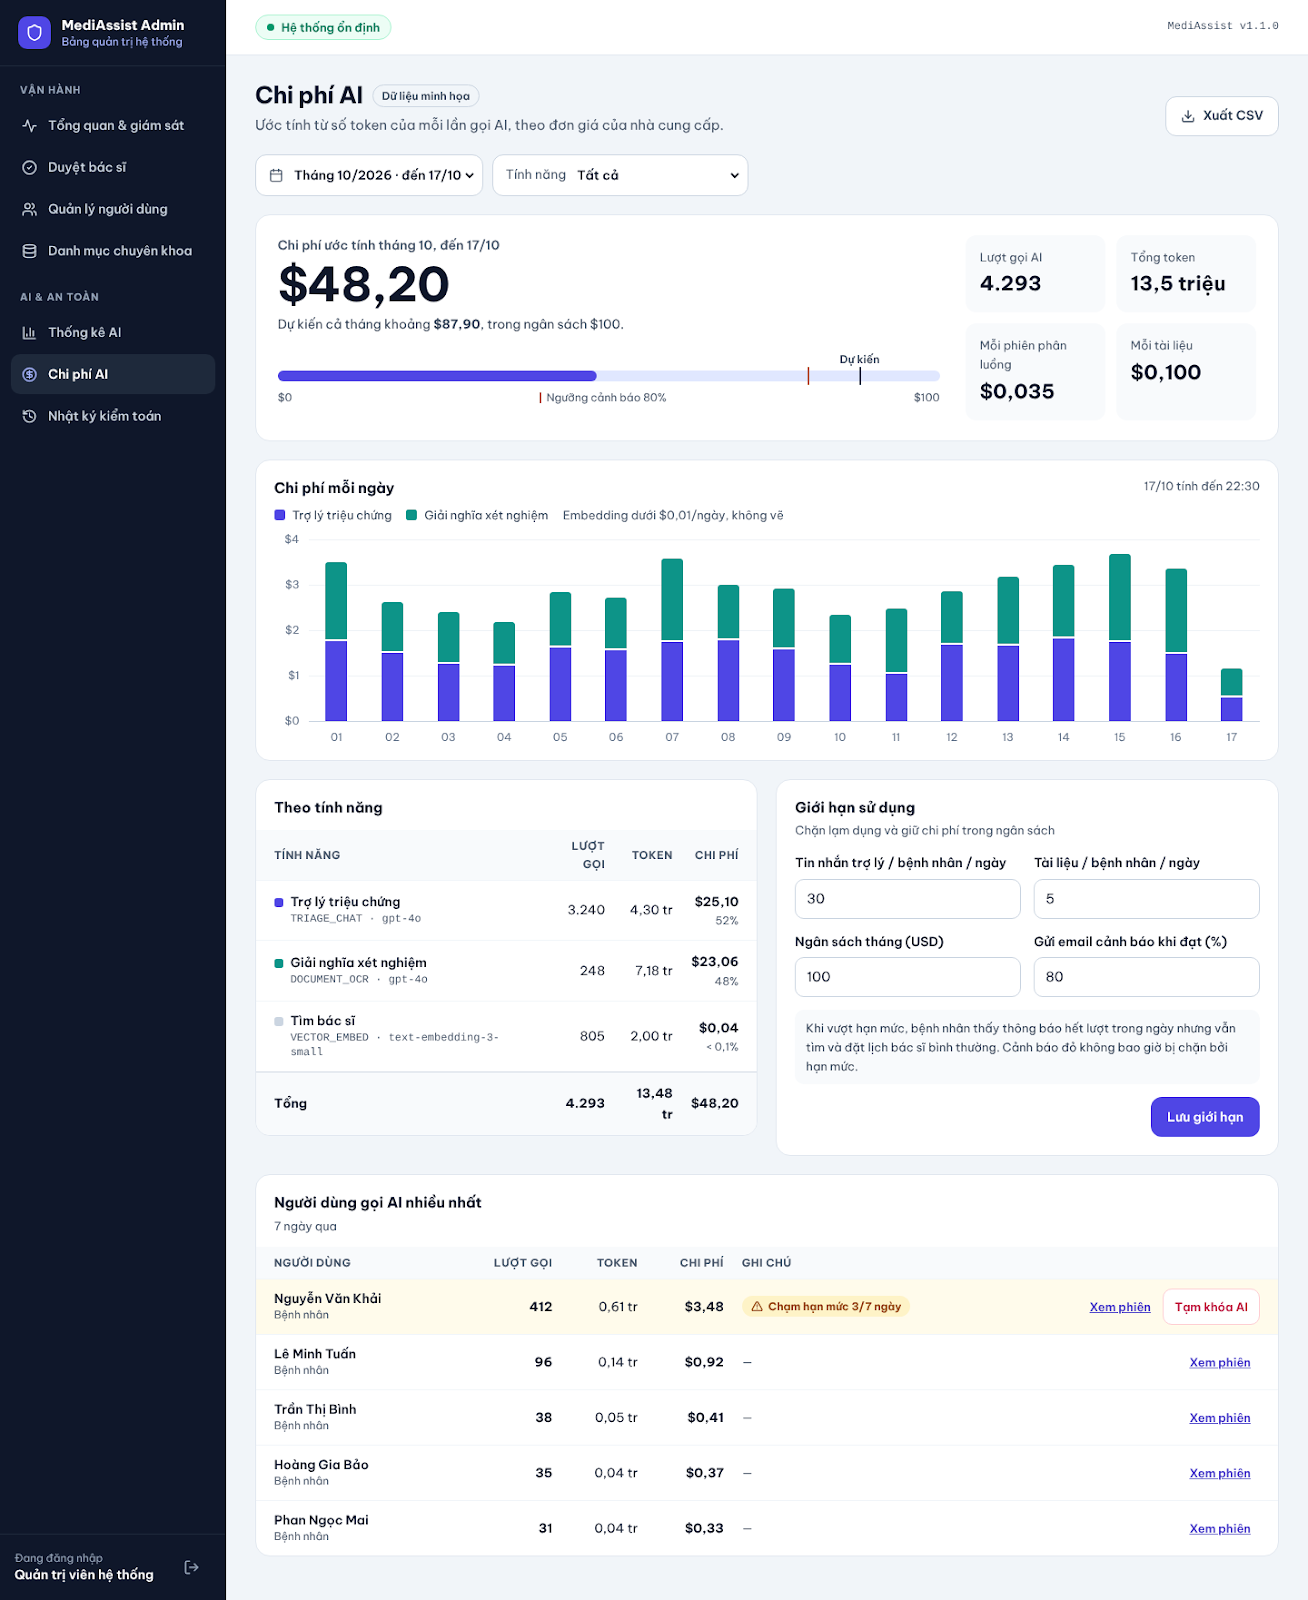 MediAssist Admin
Bảng quản trị hệ thống
VẬN HÀNH
Tổng quan & giám sát
Duyệt bác sĩ
Quản lý người dùng
Danh mục chuyên khoa
AI & AN TOÀN
Thống kê AI
Chi phí AI
Nhật ký kiểm toán
Đang đăng nhập
Quản trị viên hệ thống
Hệ thống ổn định
MediAssist v1.1.0
Chi phí AI Dữ liệu minh họa
Ước tính từ số token của mỗi lần gọi AI, theo đơn giá của nhà cung cấp.
Xuất CSV
Tháng 10/2026 · đến 17/10
Tính năng Tất cả
Chi phí ước tính tháng 10, đến 17/10
$48,20
Dự kiến cả tháng khoảng $87,90, trong ngân sách $100.
Dự kiến
$0 Ngưỡng cảnh báo 80% $100
Lượt gọi AI
4.293
Tổng token
13,5 triệu
Mỗi phiên phân
luồng
$0,035
Mỗi tài liệu
$0,100
Chi phí mỗi ngày
17/10 tính đến 22:30
Trợ lý triệu chứng Giải nghĩa xét nghiệm Embedding dưới $0,01/ngày, không vẽ
$4
$3
$2
$1
$0
01 02 03 04 05 06 07 08 09 10 11 12 13 14 15 16 17
Theo tính năng
TÍNH NĂNG LƯỢT GỌI TOKEN CHI PHÍ
Trợ lý triệu chứng 3.240 4,30 tr $25,10
TRIAGE_CHAT · gpt-4o 52%
Giải nghĩa xét nghiệm 248 7,18 tr $23,06
DOCUMENT_OCR · gpt-4o 48%
Tìm bác sĩ 805 2,00 tr $0,04
VECTOR_EMBED · text-embedding-3-
small
< 0,1%
Tổng 4.293 13,48 tr $48,20
Giới hạn sử dụng
Chặn lạm dụng và giữ chi phí trong ngân sách
Tin nhắn trợ lý / bệnh nhân / ngày
30
Tài liệu / bệnh nhân / ngày
5
Ngân sách tháng (USD)
100
Gửi email cảnh báo khi đạt (%)
80
Khi vượt hạn mức, bệnh nhân thấy thông báo hết lượt trong ngày nhưng vẫn
tìm và đặt lịch bác sĩ bình thường. Cảnh báo đỏ không bao giờ bị chặn bởi
hạn mức.
Lưu giới hạn
Người dùng gọi AI nhiều nhất
7 ngày qua
NGƯỜI DÙNG LƯỢT GỌI TOKEN CHI PHÍ GHI CHÚ
Nguyễn Văn Khải 412 0,61 tr $3,48 Chạm hạn mức 3/7 ngày Xem phiên Tạm khóa AI
Bệnh nhân
Lê Minh Tuấn 96 0,14 tr $0,92 – Xem phiên
Bệnh nhân
Trần Thị Bình 38 0,05 tr $0,41 – Xem phiên
Bệnh nhân
Hoàng Gia Bảo 35 0,04 tr $0,37 – Xem phiên
Bệnh nhân
Phan Ngọc Mai 31 0,04 tr $0,33 – Xem phiên
Bệnh nhân